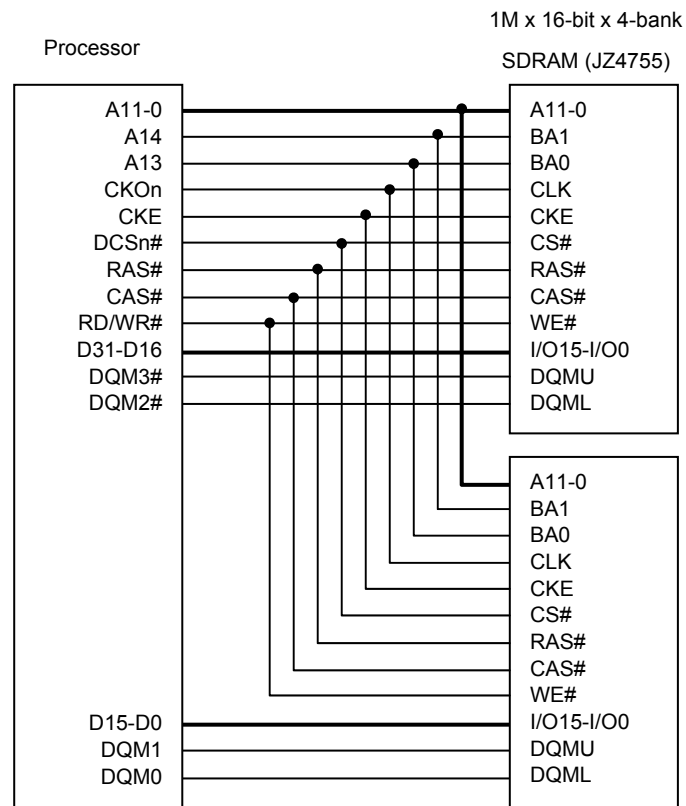 1M x 16-bit x 4-bank
Processor
SDRAM (JZ4755)
A11-0
A14
A13
CKOn
CKE
DCSn#
RAS#
CAS#
RD/WR#
D31-D16
DQM3#
DQM2#
A11-0
BA1
BA0
CLK
CKE
CS#
RAS#
CAS#
WE#
I/O15-I/O0
DQMU
DQML
A11-0
BA1
BA0
CLK
CKE
CS#
RAS#
CAS#
WE#
I/O15-I/O0
DQMU
DQML
D15-D0
DQM1
DQM0